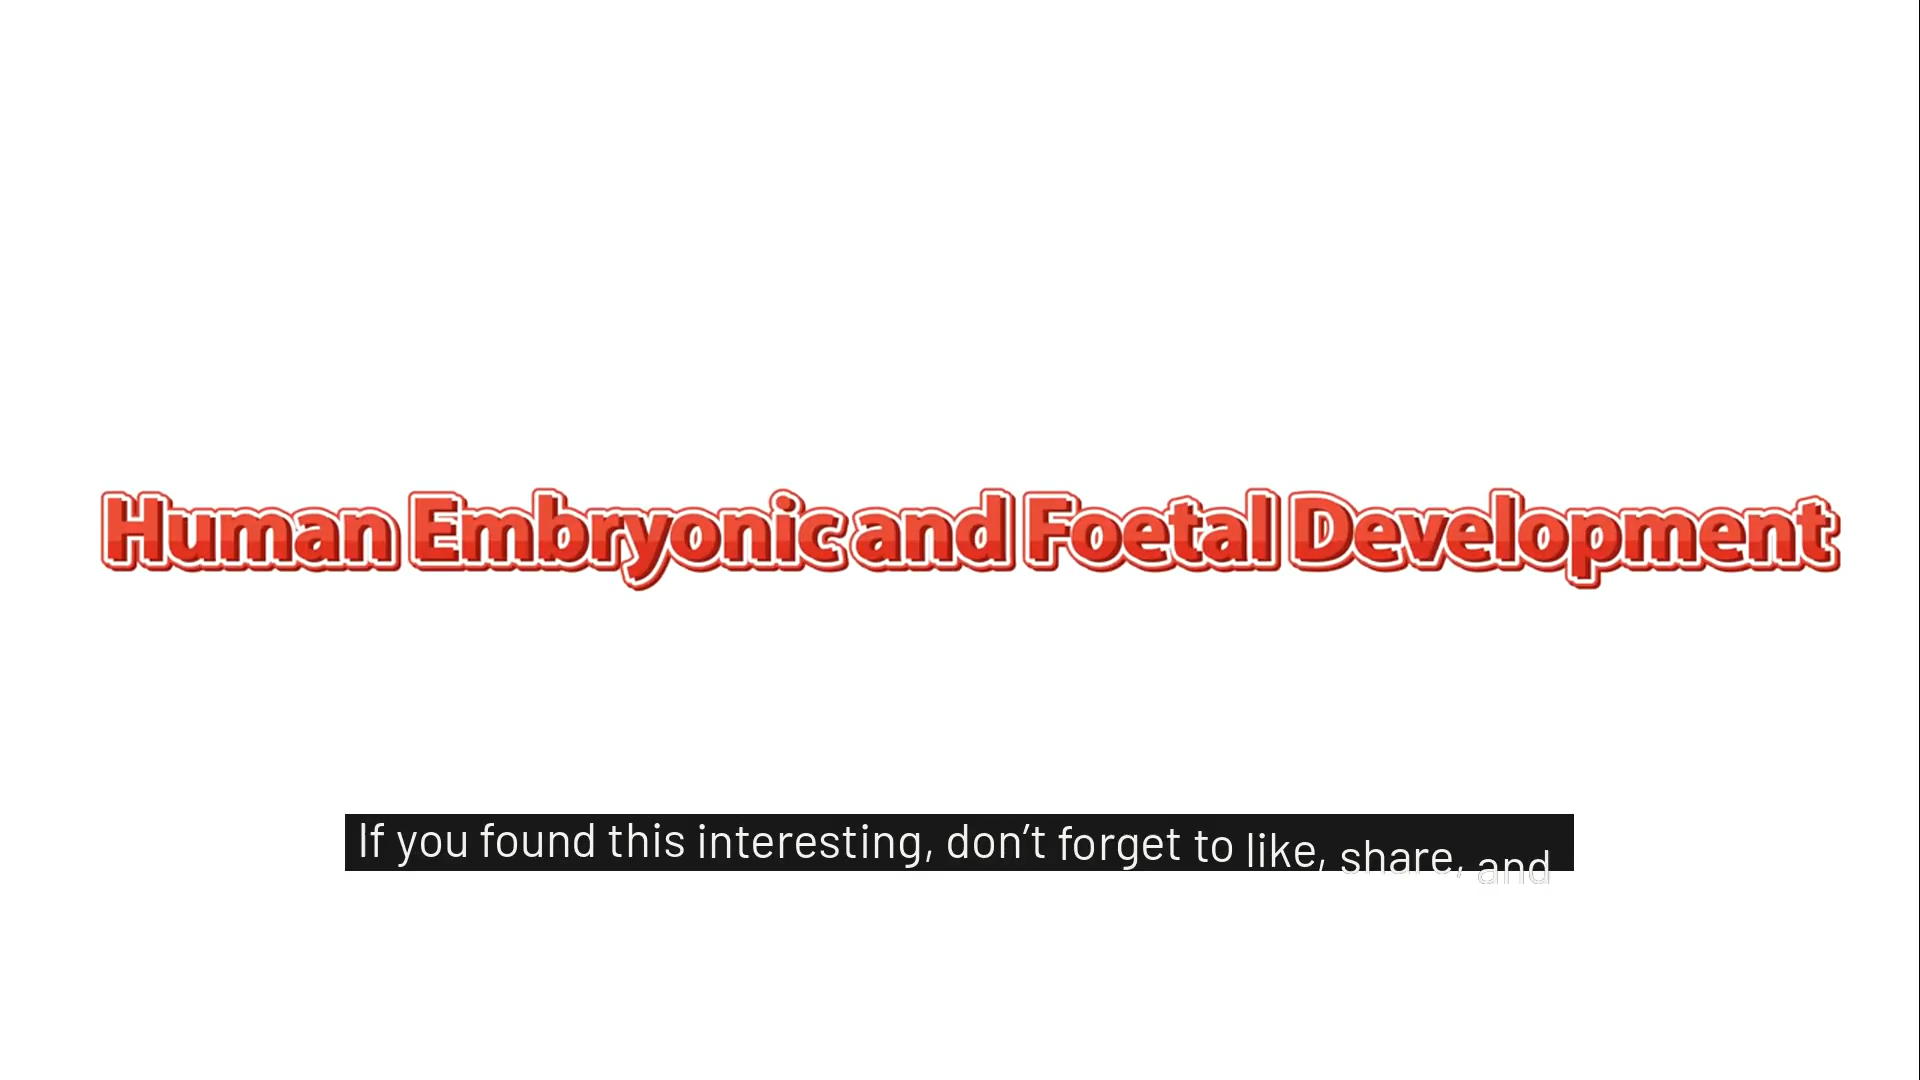 Human Embryonic and Foetal Development
If you found this interesting, don’t forget to like, share, and